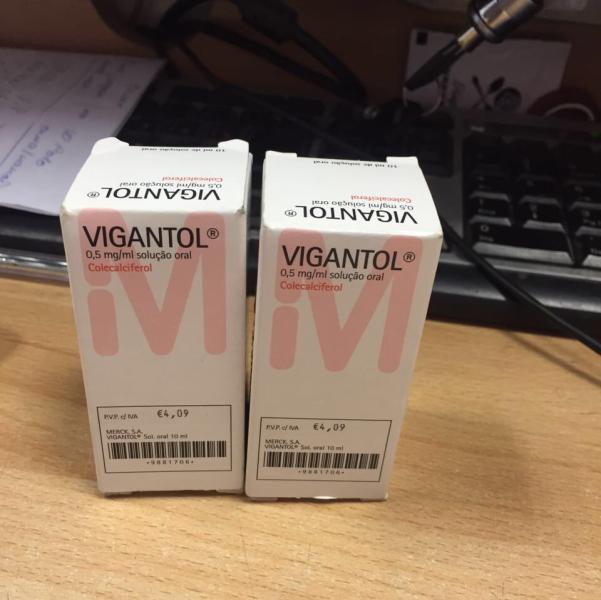 10 ml de solução oral
Colecalciferol
0,5 mg/ml solução oral
VIGANTOL®
VIGANTOL®
0,5 mg/ml solução oral
Colecalciferol
P.V.P. c/ IVA €4,09
MERCK, S.A.
VIGANTOL® Sol. oral 10 ml
*9881706*
10 ml de solução oral
Colecalciferol
0,5 mg/ml solução oral
VIGANTOL®
VIGANTOL®
0,5 mg/ml solução oral
Colecalciferol
P.V.P. c/ IVA €4,09
MERCK, S.A.
VIGANTOL® Sol. oral 10 ml
*9881706*